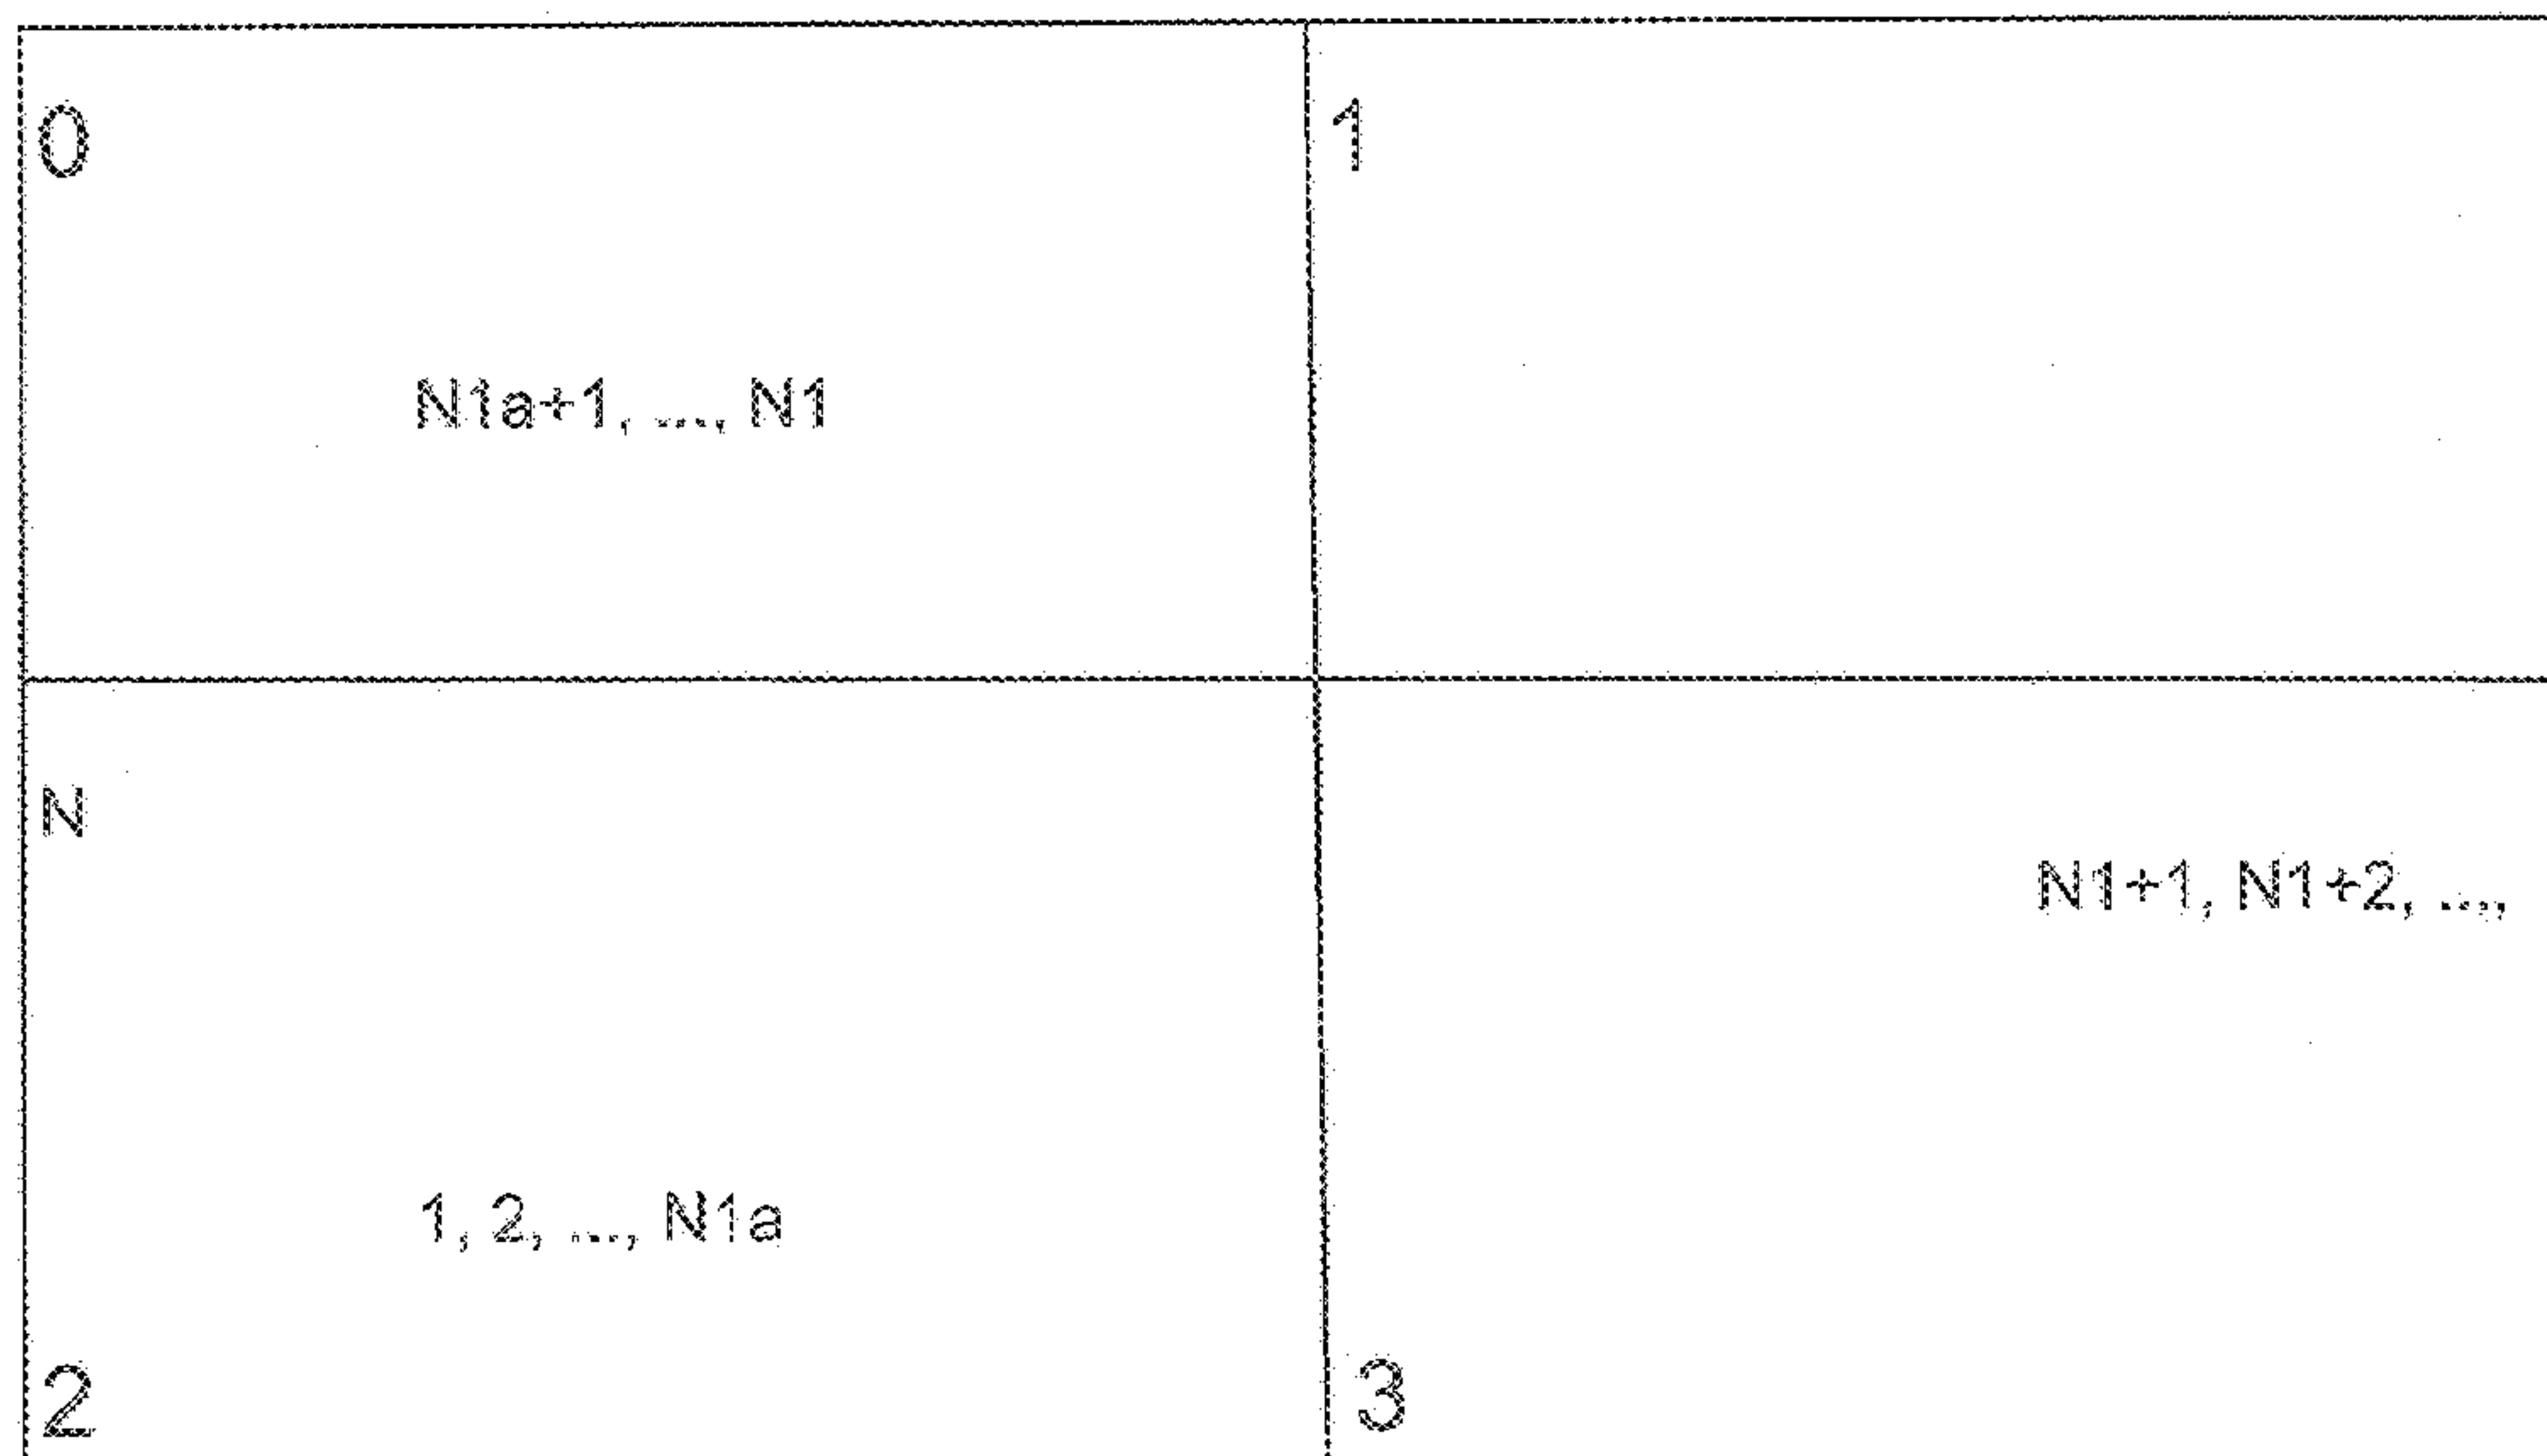 0 1
N1a+1, ...., N1
N
N1+1, N1+2, ....,
1, 2, ...., N1a
2 3